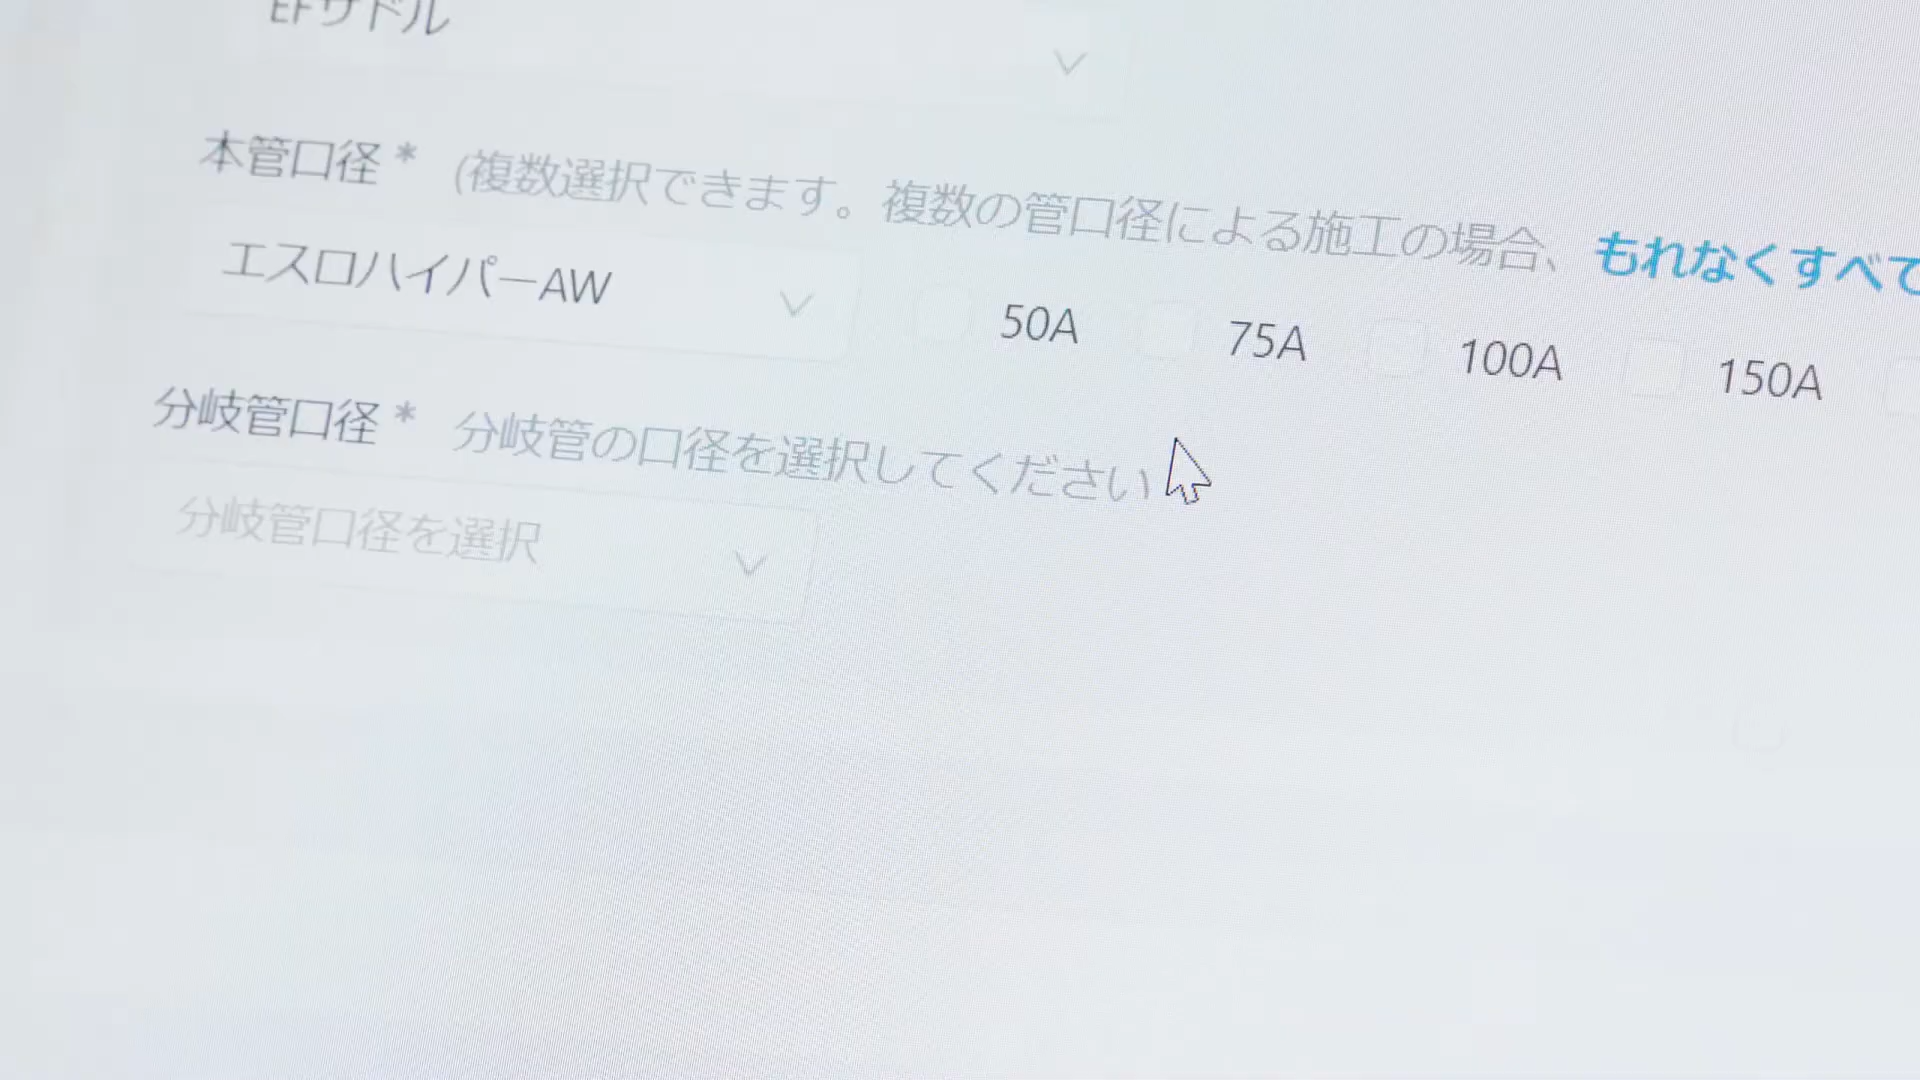 EFサドル
本管口径 * (複数選択できます。複数の管口径による施工の場合、もれなくすべて
エスロハイパーAW 50A 75A 100A 150A
分岐管口径 * 分岐管の口径を選択してください
分岐管口径を選択